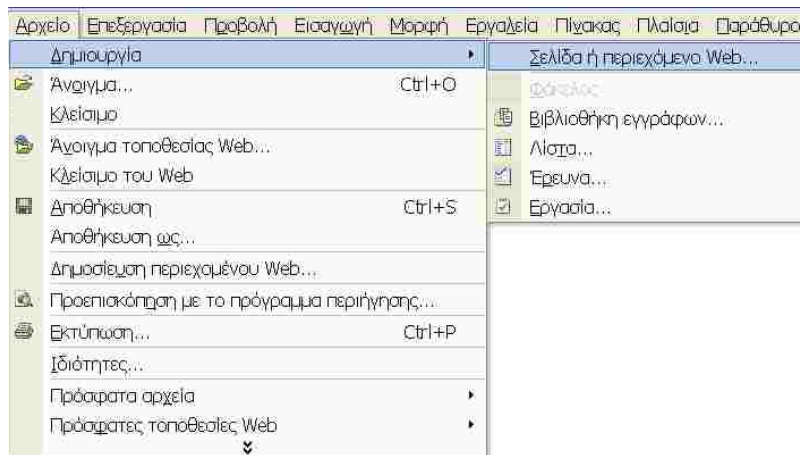 Αρχείο Επεξεργασία Προβολή Εισαγωγή Μορφή Εργαλεία Πίνακας Πλαίσια Παράθυρο
Δημιουργία
Άνοιγμα... Ctrl+O
Κλείσιμο
Άνοιγμα τοποθεσίας Web...
Κλείσιμο του Web
Αποθήκευση Ctrl+S
Αποθήκευση ως...
Δημοσίευση περιεχομένου Web...
Προεπισκόπηση με το πρόγραμμα περιήγησης...
Εκτύπωση... Ctrl+P
Ιδιότητες...
Πρόσφατα αρχεία
Πρόσφατες τοποθεσίες Web
Σελίδα ή περιεχόμενο Web...
Φάκελος
Βιβλιοθήκη εγγράφων...
Λίστα...
Έρευνα...
Εργασία...